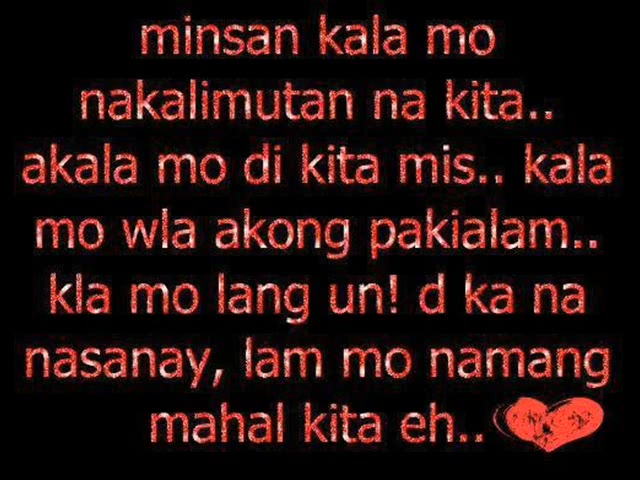 minsan kala mo
nakalimutan na kita..
akala mo di kita mis.. kala
mo wla akong pakialam..
kla mo lang un! d ka na
nasanay, lam mo namang
mahal kita eh..